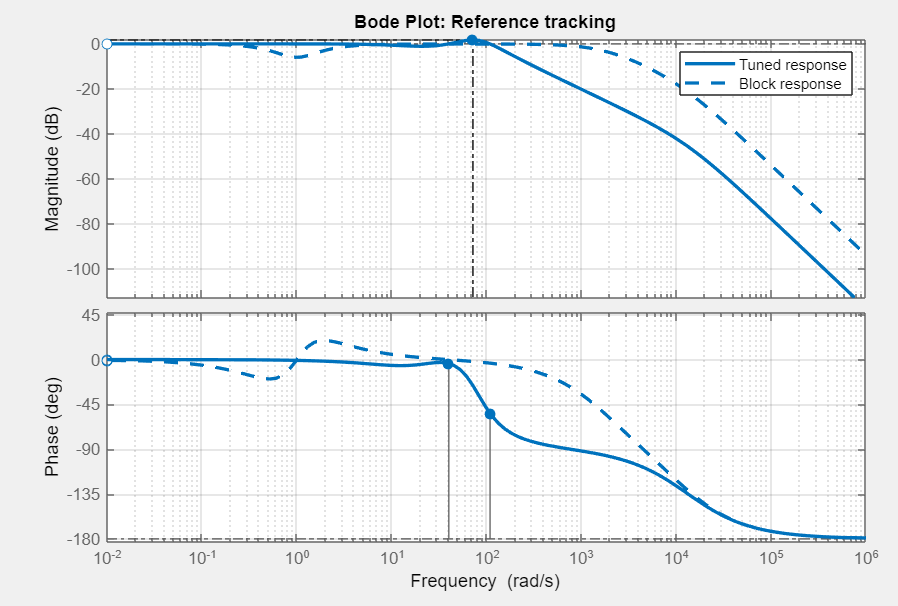 Bode Plot: Reference tracking
0
-20
-40
-60
-80
-100
Magnitude (dB)
Tuned response
Block response
45
0
-45
-90
-135
-180
Phase (deg)
10⁻² 10⁻¹ 10⁰ 10¹ 10² 10³ 10⁴ 10⁵ 10⁶
Frequency (rad/s)